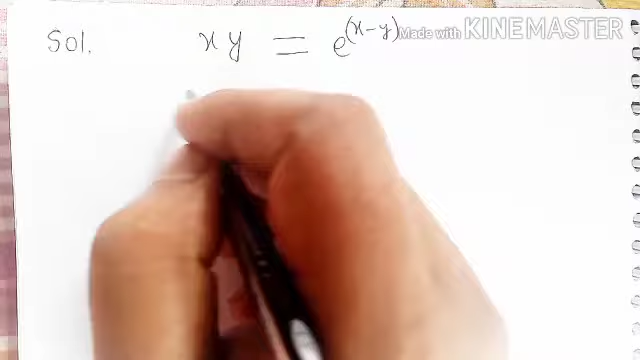 Made with KINEMASTER
Sol. xy = e^(x-y)